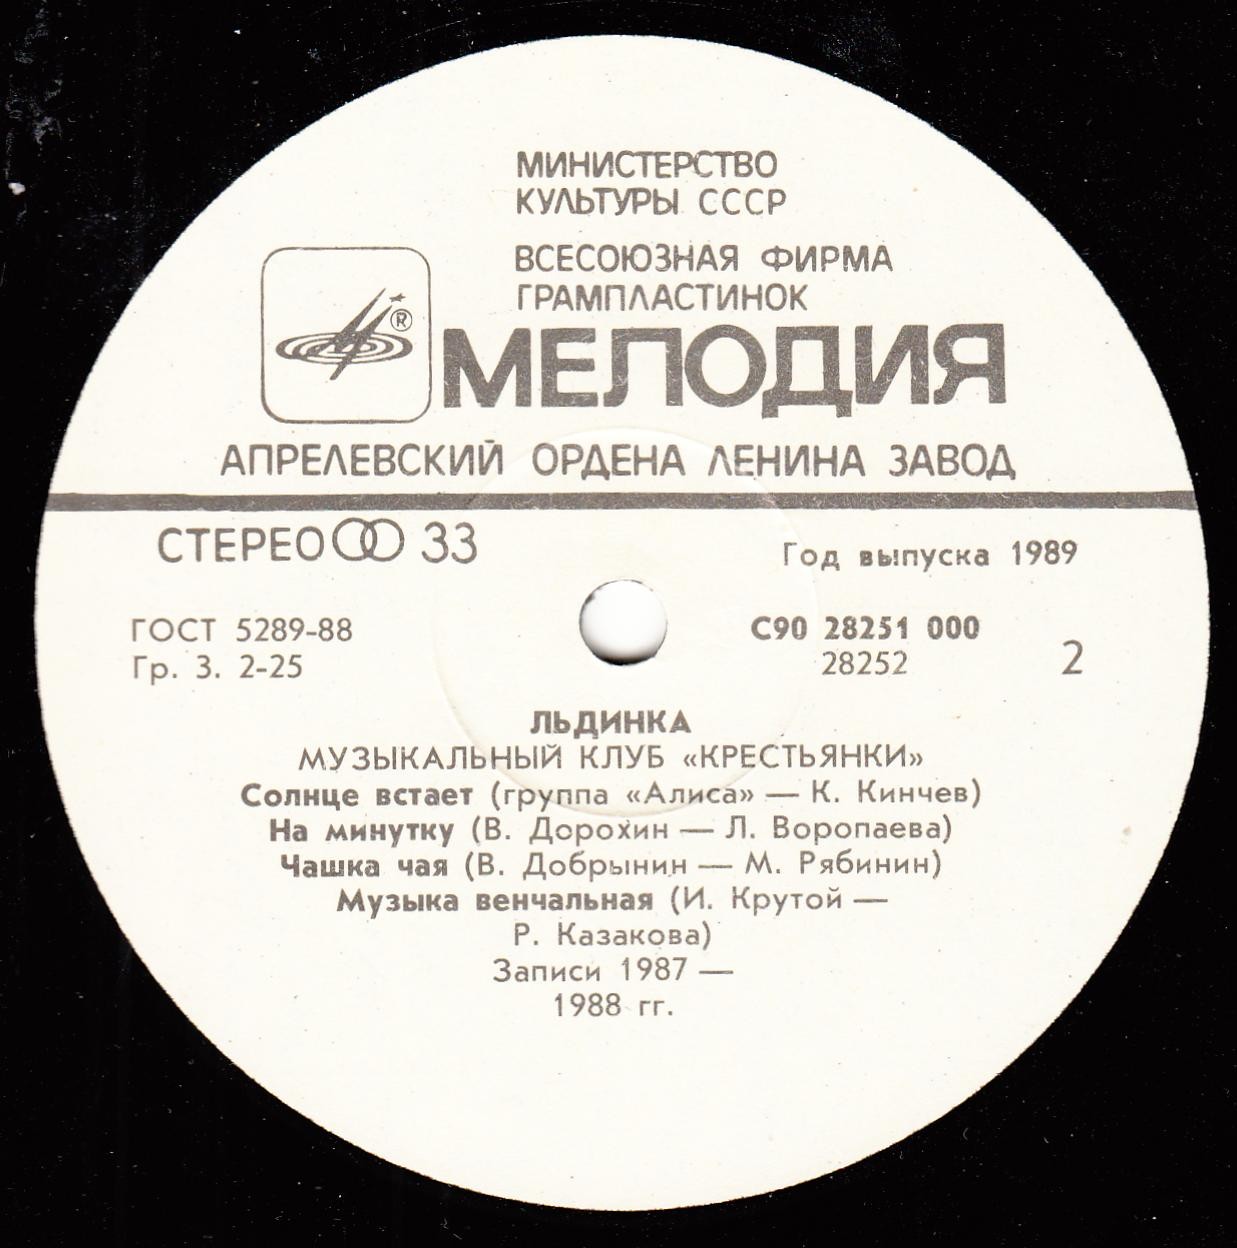 МИНИСТЕРСТВО
КУЛЬТУРЫ СССР
ВСЕСОЮЗНАЯ ФИРМА
ГРАМПЛАСТИНОК
®
МЕЛОДИЯ
АПРЕЛЕВСКИЙ ОРДЕНА ЛЕНИНА ЗАВОД
СТЕРЕО 33
Год выпуска 1989
ГОСТ 5289-88
Гр. 3. 2-25
С90 28251 000
28252
2
ЛЬДИНКА
МУЗЫКАЛЬНЫЙ КЛУБ «КРЕСТЬЯНКИ»
Солнце встает (группа «Алиса» — К. Кинчев)
На минутку (В. Дорохин — Л. Воропаева)
Чашка чая (В. Добрынин — М. Рябинин)
Музыка венчальная (И. Крутой —
Р. Казакова)
Записи 1987 —
1988 гг.